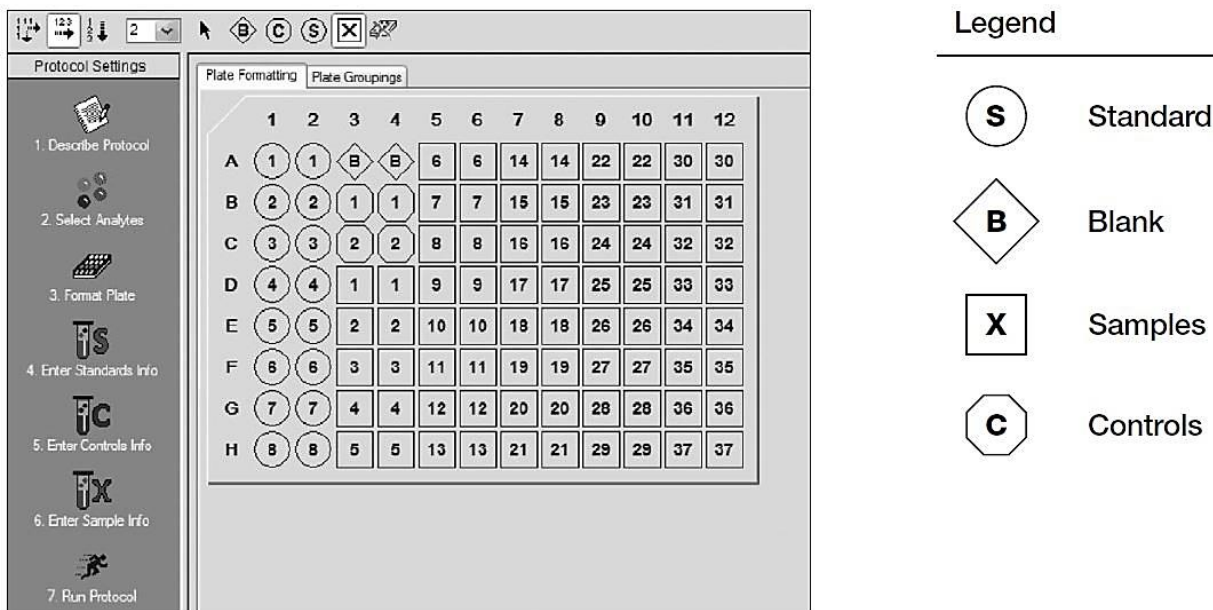 1 2 3 2 B C S X
Protocol Settings
1. Describe Protocol
2. Select Analytes
3. Format Plate
S
4. Enter Standards Info
C
5. Enter Controls Info
X
6. Enter Sample Info
7. Run Protocol
Plate Formatting Plate Groupings
1 2 3 4 5 6 7 8 9 10 11 12
A 1 1 B B 6 6 14 14 22 22 30 30
B 2 2 1 1 7 7 15 15 23 23 31 31
C 3 3 2 2 8 8 16 16 24 24 32 32
D 4 4 1 1 9 9 17 17 25 25 33 33
E 5 5 2 2 10 10 18 18 26 26 34 34
F 6 6 3 3 11 11 19 19 27 27 35 35
G 7 7 4 4 12 12 20 20 28 28 36 36
H 8 8 5 5 13 13 21 21 29 29 37 37
Legend
S Standard
B Blank
X Samples
C Controls